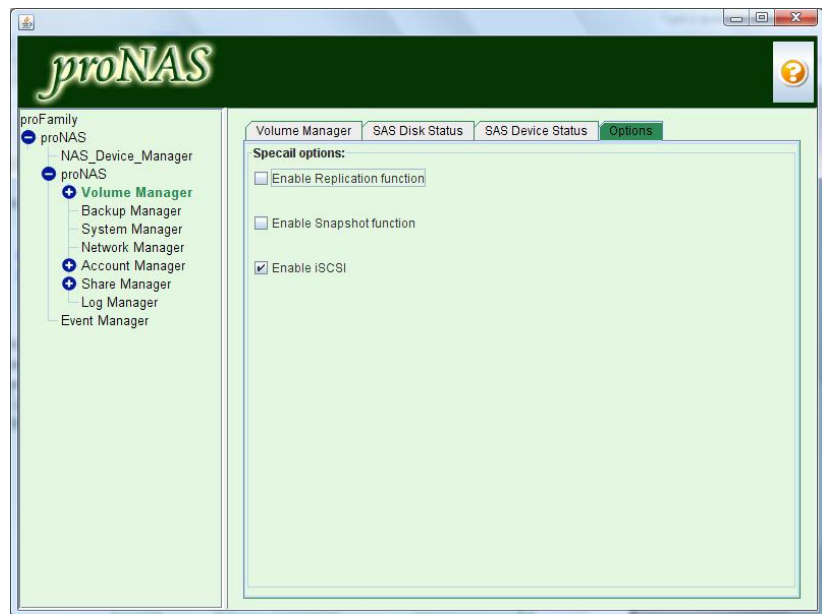 proNAS
proFamily
proNAS
NAS_Device_Manager
proNAS
Volume Manager
Backup Manager
System Manager
Network Manager
Account Manager
Share Manager
Log Manager
Event Manager
Volume Manager SAS Disk Status SAS Device Status Options
Specail options:
Enable Replication function
Enable Snapshot function
Enable iSCSI